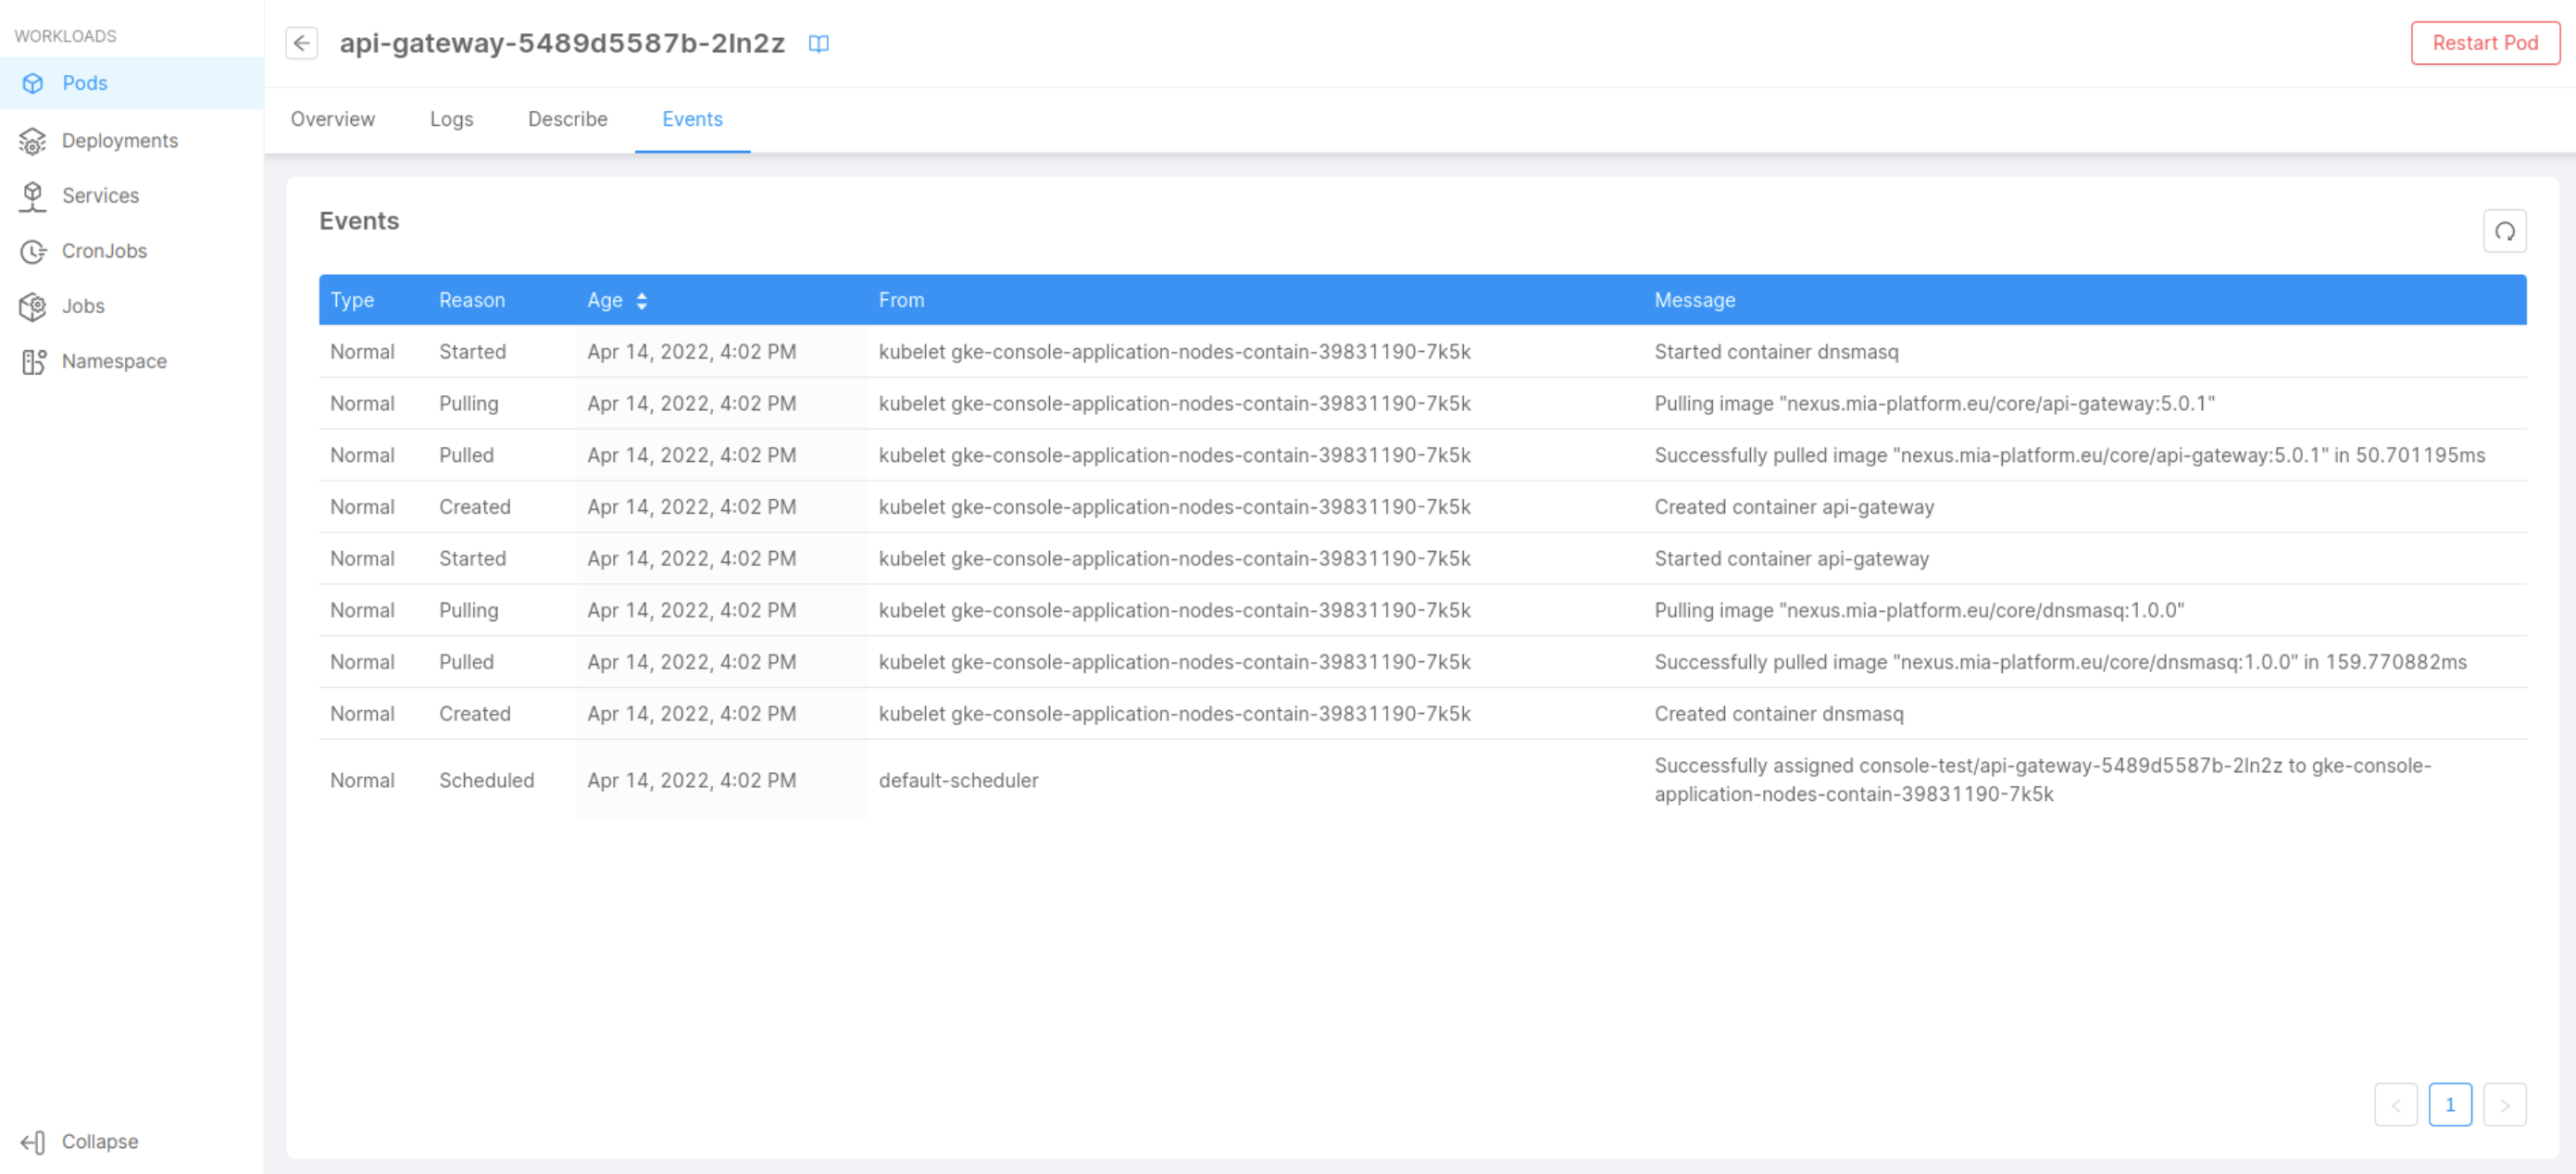 WORKLOADS
Pods
Deployments
Services
CronJobs
Jobs
Namespace
Collapse
api-gateway-5489d5587b-2ln2z
Restart Pod
Overview Logs Describe Events
Events
Type Reason Age From Message
Normal Started Apr 14, 2022, 4:02 PM kubelet gke-console-application-nodes-contain-39831190-7k5k Started container dnsmasq
Normal Pulling Apr 14, 2022, 4:02 PM kubelet gke-console-application-nodes-contain-39831190-7k5k Pulling image "nexus.mia-platform.eu/core/api-gateway:5.0.1"
Normal Pulled Apr 14, 2022, 4:02 PM kubelet gke-console-application-nodes-contain-39831190-7k5k Successfully pulled image "nexus.mia-platform.eu/core/api-gateway:5.0.1" in 50.701195ms
Normal Created Apr 14, 2022, 4:02 PM kubelet gke-console-application-nodes-contain-39831190-7k5k Created container api-gateway
Normal Started Apr 14, 2022, 4:02 PM kubelet gke-console-application-nodes-contain-39831190-7k5k Started container api-gateway
Normal Pulling Apr 14, 2022, 4:02 PM kubelet gke-console-application-nodes-contain-39831190-7k5k Pulling image "nexus.mia-platform.eu/core/dnsmasq:1.0.0"
Normal Pulled Apr 14, 2022, 4:02 PM kubelet gke-console-application-nodes-contain-39831190-7k5k Successfully pulled image "nexus.mia-platform.eu/core/dnsmasq:1.0.0" in 159.770882ms
Normal Created Apr 14, 2022, 4:02 PM kubelet gke-console-application-nodes-contain-39831190-7k5k Created container dnsmasq
Normal Scheduled Apr 14, 2022, 4:02 PM default-scheduler Successfully assigned console-test/api-gateway-5489d5587b-2ln2z to gke-console-
application-nodes-contain-39831190-7k5k
1